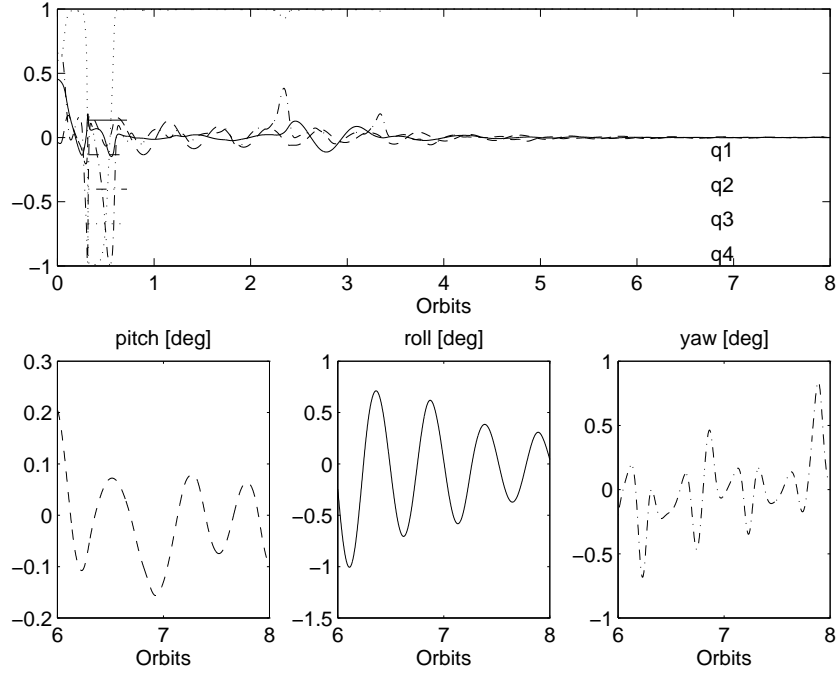 1
0.5
0
−0.5
−1
0 1 2 3 4 5 6 7 8
Orbits
q1
q2
q3
q4
pitch [deg]
0.3
0.2
0.1
0
−0.1
−0.2
6 7 8
Orbits
roll [deg]
1
0.5
0
−0.5
−1
−1.5
6 7 8
Orbits
yaw [deg]
1
0.5
0
−0.5
−1
6 7 8
Orbits